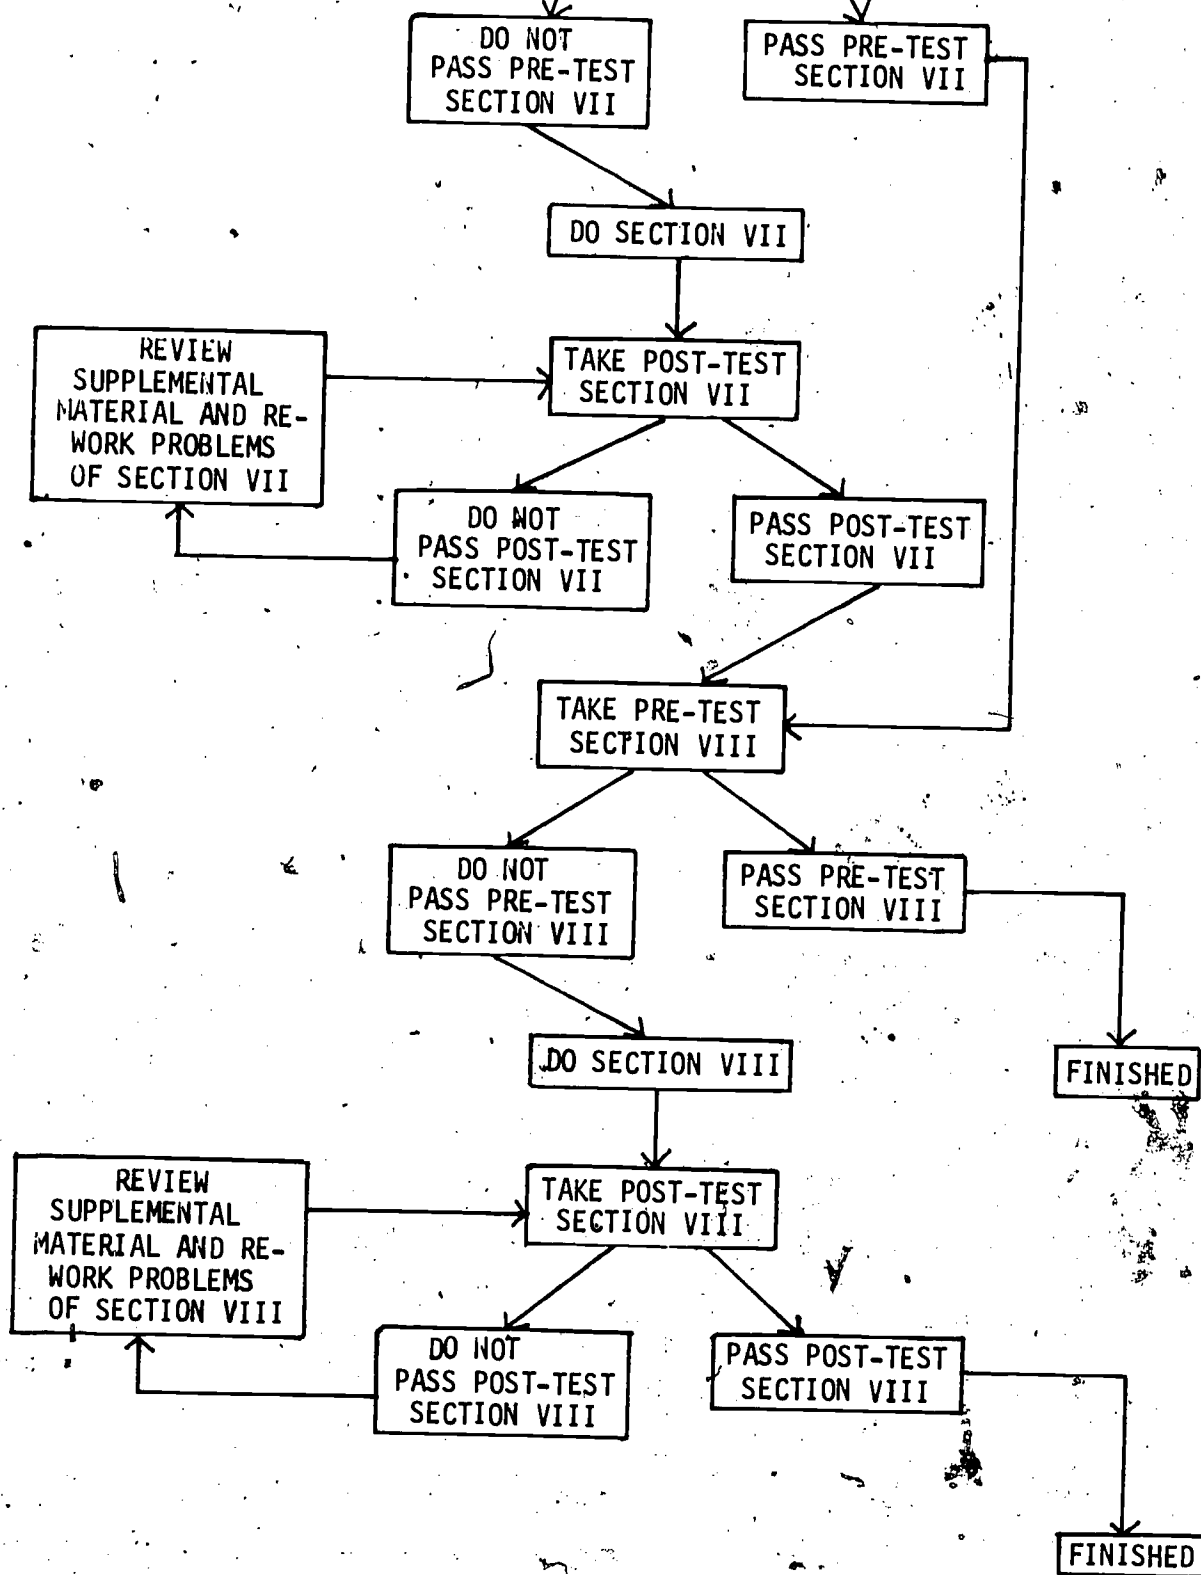 DO NOT
PASS PRE-TEST
SECTION VII
PASS PRE-TEST
SECTION VII
DO SECTION VII
TAKE POST-TEST
SECTION VII
REVIEW
SUPPLEMENTAL
MATERIAL AND RE-
WORK PROBLEMS
OF SECTION VII
DO NOT
PASS POST-TEST
SECTION VII
PASS POST-TEST
SECTION VII
TAKE PRE-TEST
SECTION VIII
DO NOT
PASS PRE-TEST
SECTION VIII
PASS PRE-TEST
SECTION VIII
DO SECTION VIII
FINISHED
TAKE POST-TEST
SECTION VIII
REVIEW
SUPPLEMENTAL
MATERIAL AND RE-
WORK PROBLEMS
OF SECTION VIII
DO NOT
PASS POST-TEST
SECTION VIII
PASS POST-TEST
SECTION VIII
FINISHED